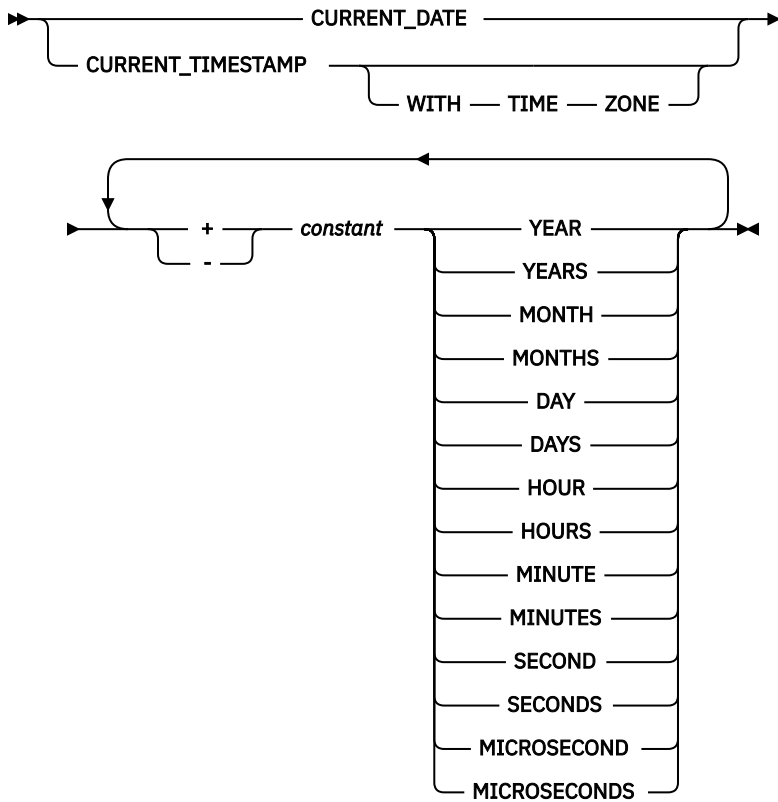 CURRENT_DATE
CURRENT_TIMESTAMP
WITH TIME ZONE
+ constant YEAR
- 
YEARS
MONTH
MONTHS
DAY
DAYS
HOUR
HOURS
MINUTE
MINUTES
SECOND
SECONDS
MICROSECOND
MICROSECONDS